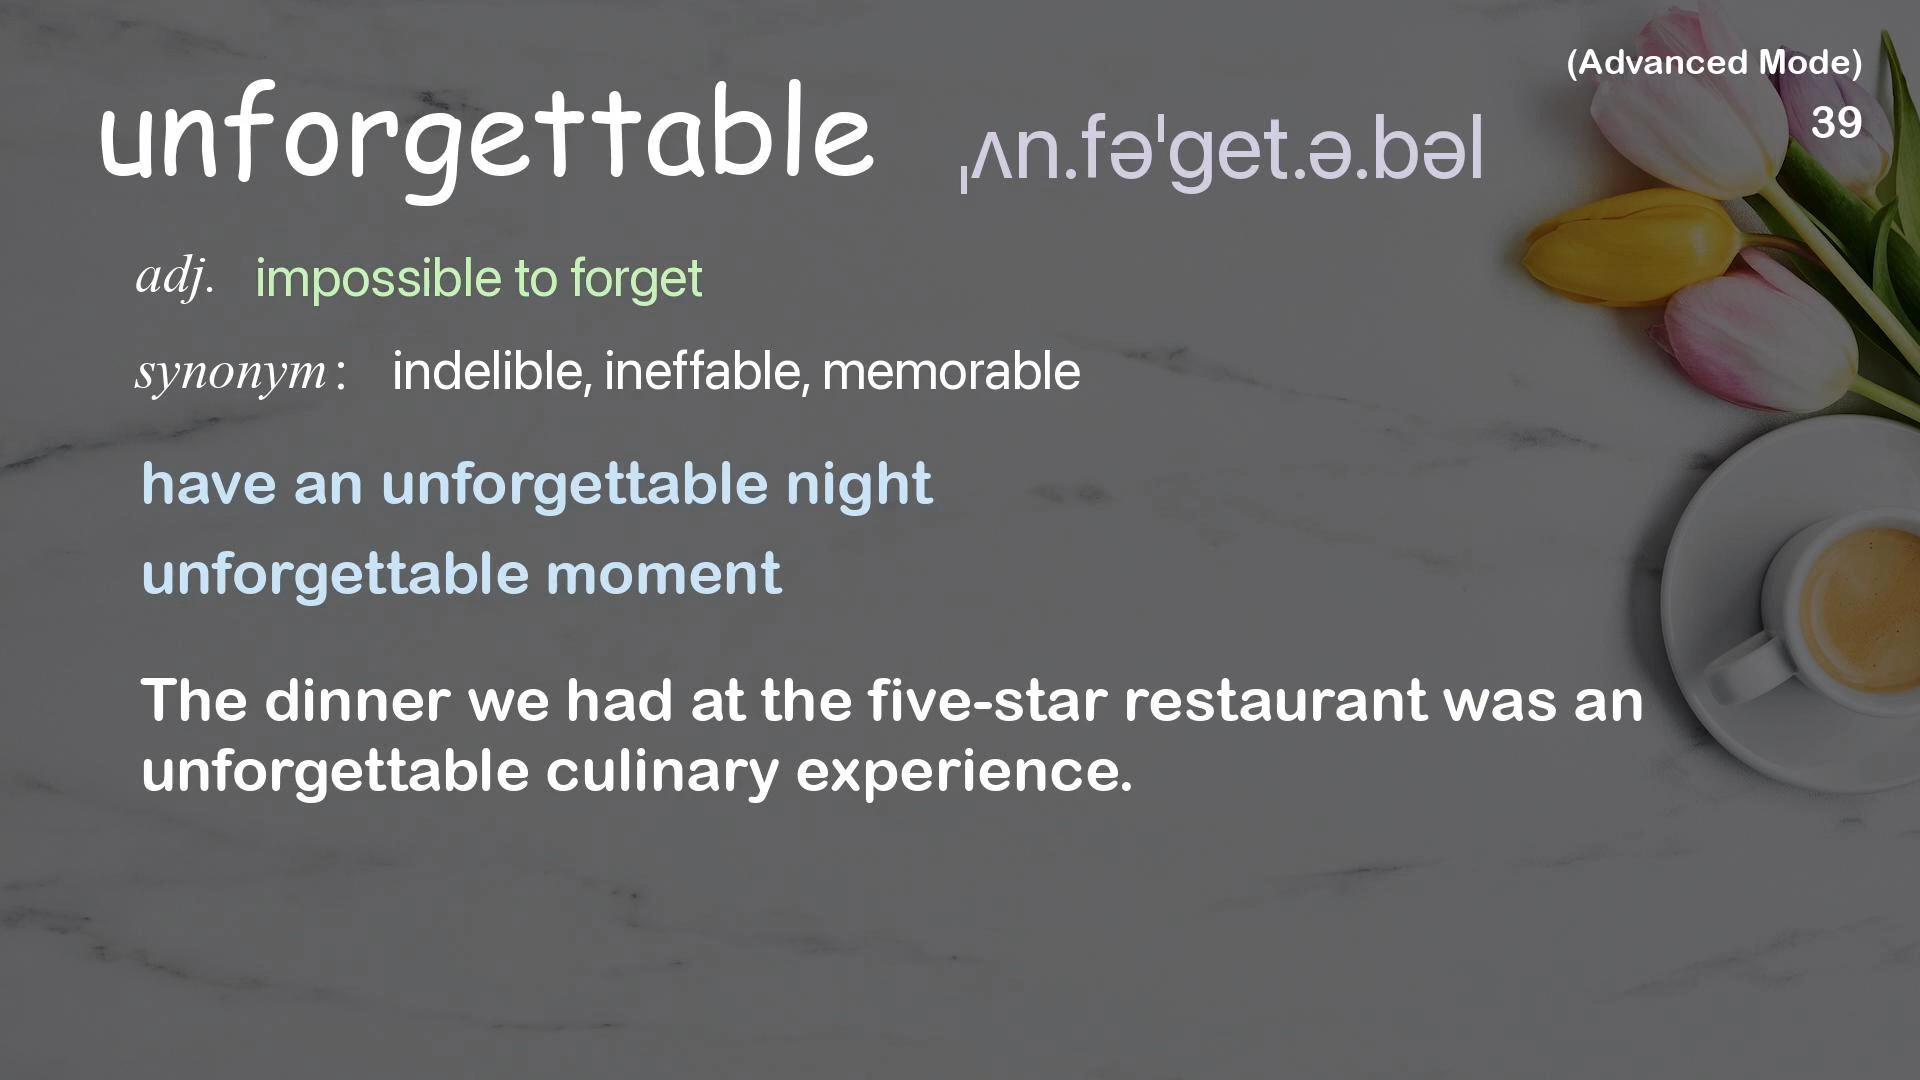 (Advanced Mode)
39
unforgettable ˌʌn.fəˈɡet.ə.bəl
adj. impossible to forget
synonym: indelible, ineffable, memorable
have an unforgettable night
unforgettable moment
The dinner we had at the five-star restaurant was an
unforgettable culinary experience.